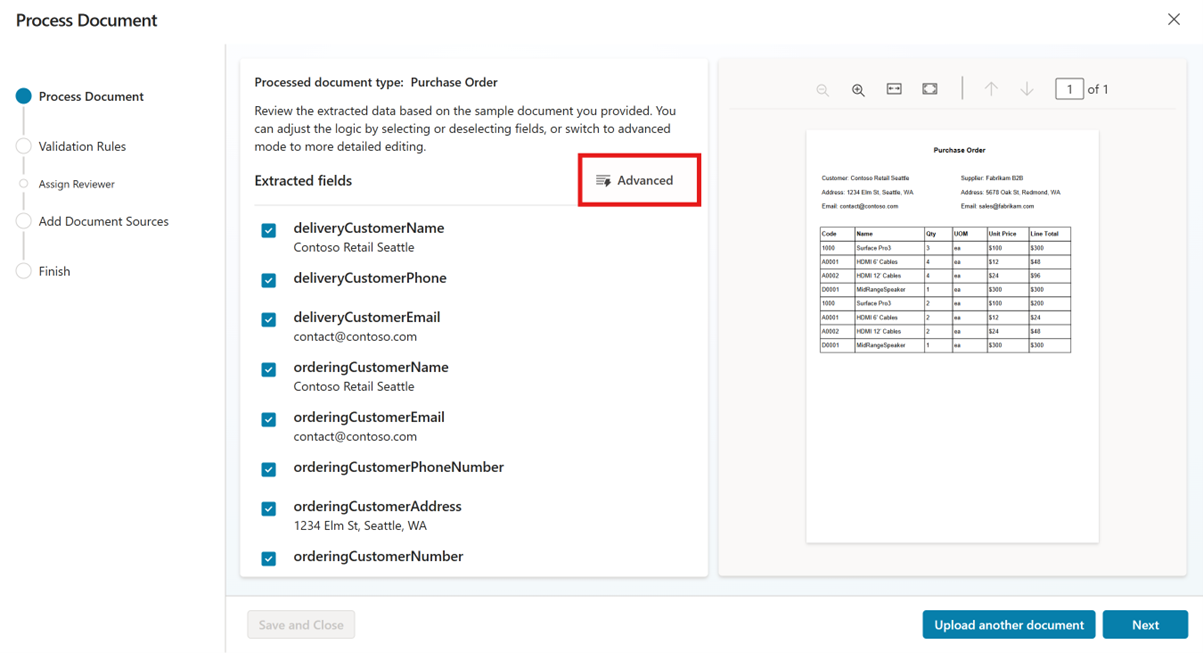 Process Document
Process Document
Validation Rules
Assign Reviewer
Add Document Sources
Finish
Processed document type: Purchase Order
Review the extracted data based on the sample document you provided. You
can adjust the logic by selecting or deselecting fields, or switch to advanced
mode to more detailed editing.
Extracted fields
Advanced
deliveryCustomerName
Contoso Retail Seattle
deliveryCustomerPhone
deliveryCustomerEmail
contact@contoso.com
orderingCustomerName
Contoso Retail Seattle
orderingCustomerEmail
contact@contoso.com
orderingCustomerPhoneNumber
orderingCustomerAddress
1234 Elm St, Seattle, WA
orderingCustomerNumber
1 of 1
Purchase Order
Customer: Contoso Retail Seattle Supplier: Fabrikam B2B
Address: 1234 Elm St, Seattle, WA Address: 5678 Oak St. Redmond, WA
Email: contact@contoso.com Email: sales@fabrikam.com
Code Name Qty UOM Unit Price Line Total
1000 Surface Pro3 3 ea $100 $300
A0001 HDMI 6' Cables 4 ea $12 $48
A0002 HDMI 12' Cables 4 ea $24 $96
D0001 MidRangeSpeaker 1 ea $300 $300
1000 Surface Pro3 2 ea $100 $200
A0001 HDMI 6' Cables 2 ea $12 $24
A0002 HDMI 12' Cables 2 ea $24 $48
D0001 MidRangeSpeaker 1 ea $300 $300
Save and Close
Upload another document
Next